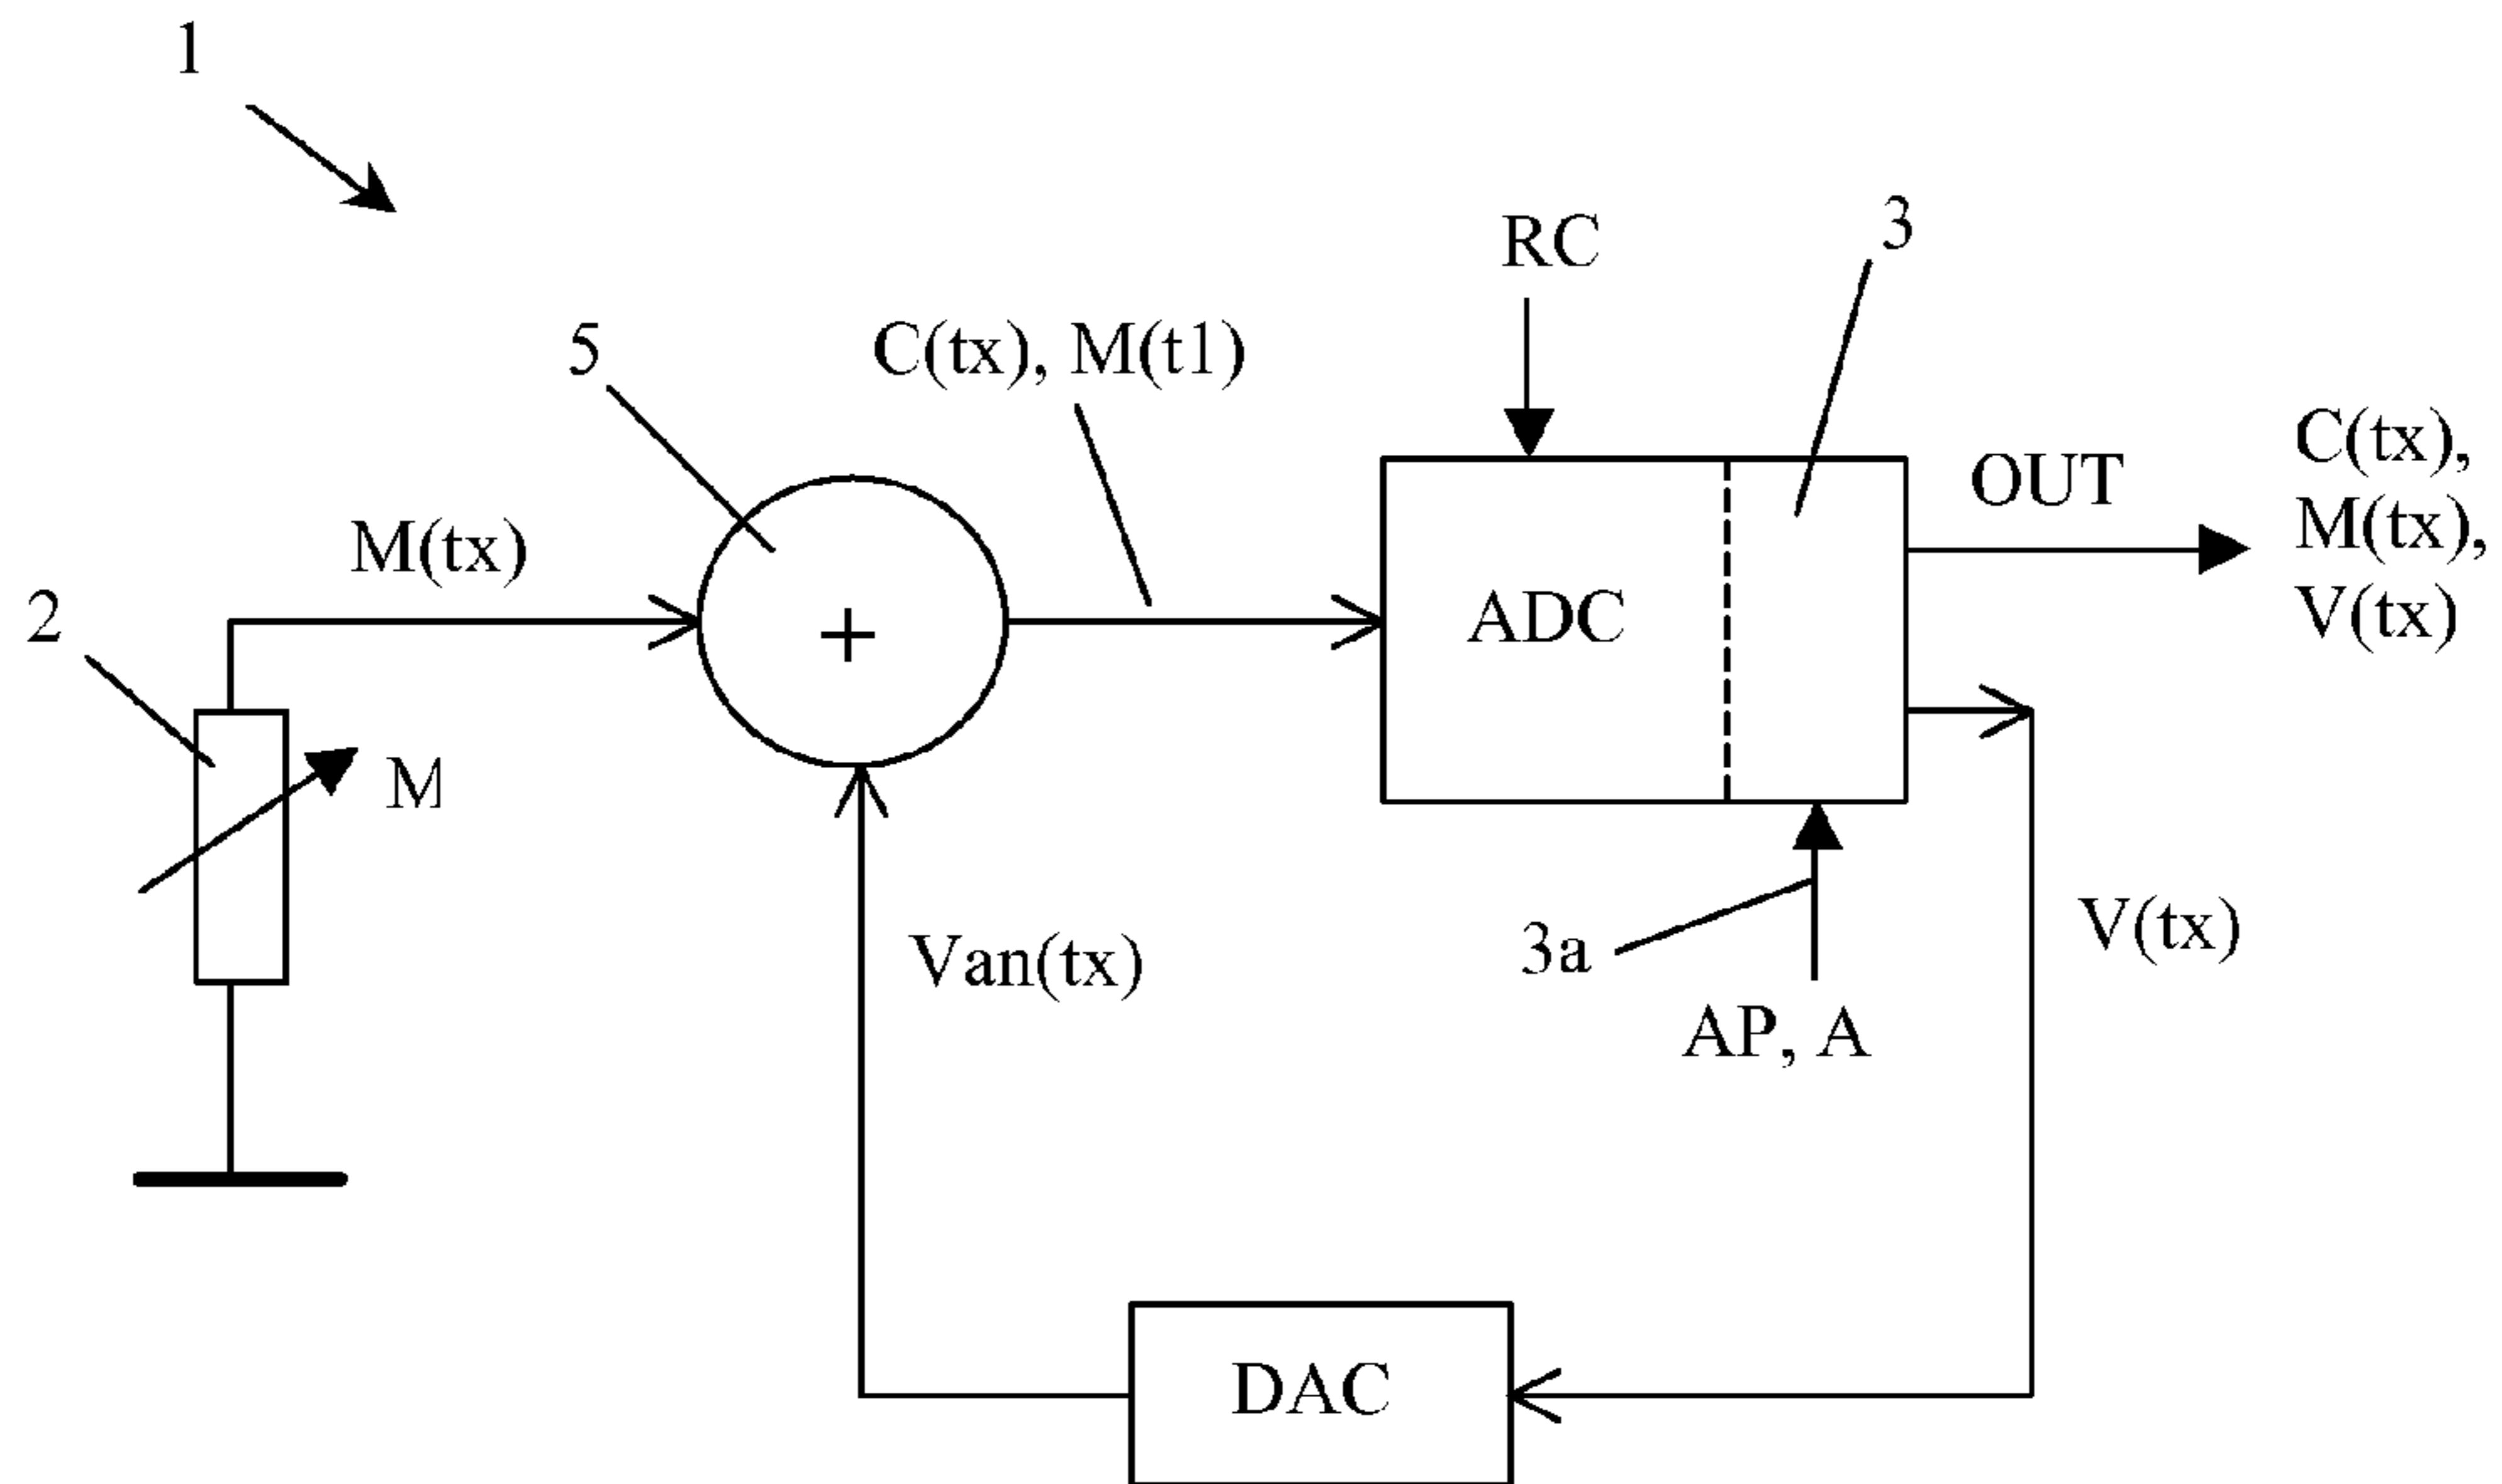 1
RC
3
5
C(tx), M(t1)
C(tx),
OUT
M(tx),
M(tx)
2
ADC
V(tx)
+
M
3a
V(tx)
Van(tx)
AP, A
DAC